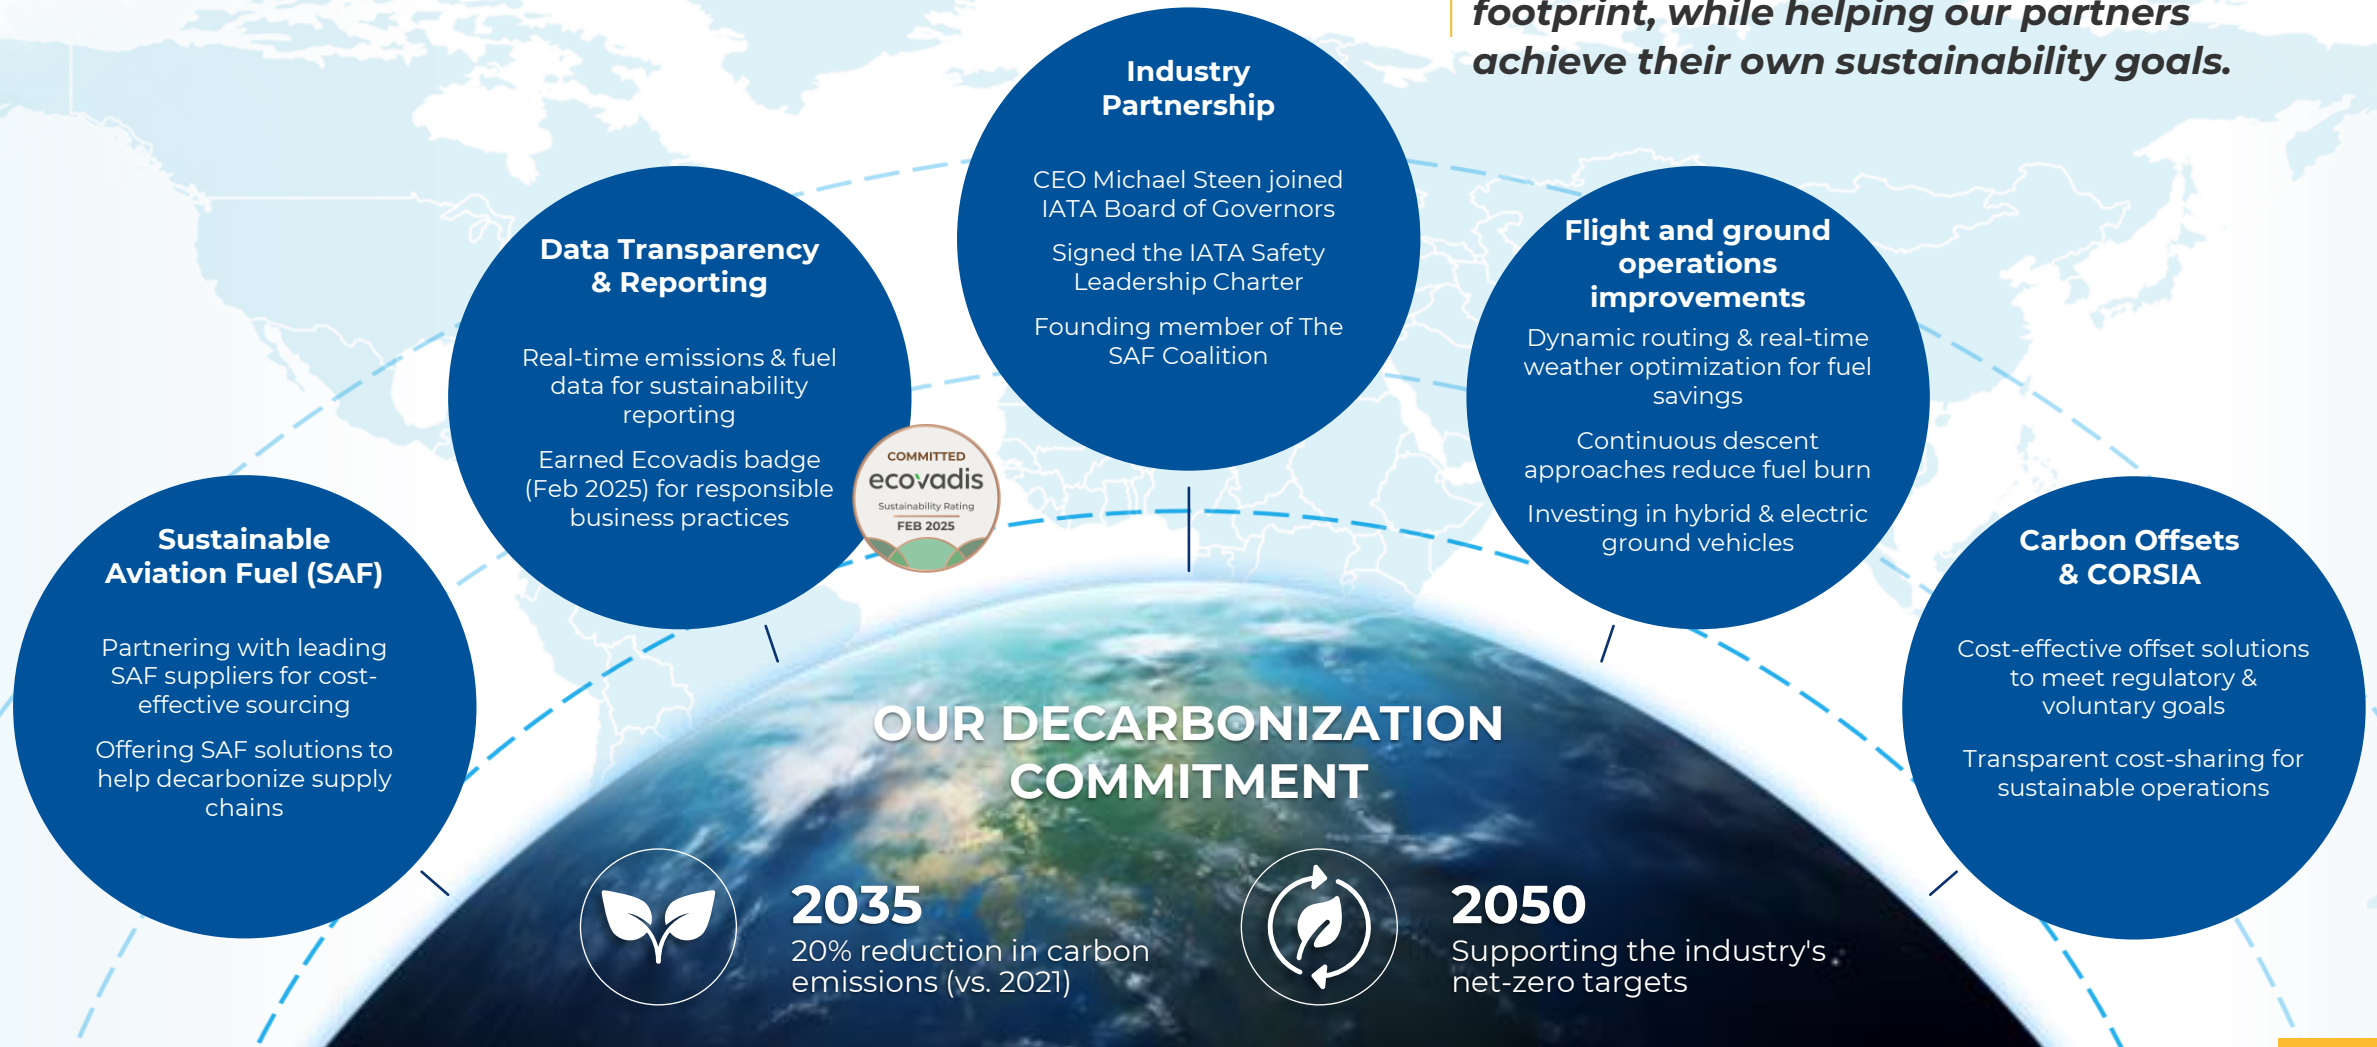 footprint, while helping our partners
achieve their own sustainability goals.
Industry
Partnership
CEO Michael Steen joined
IATA Board of Governors
Signed the IATA Safety
Leadership Charter
Founding member of The
SAF Coalition
Data Transparency
& Reporting
Real-time emissions & fuel
data for sustainability
reporting
Earned Ecovadis badge
(Feb 2025) for responsible
business practices
COMMITTED
ecovadis
Sustainability Rating
FEB 2025
Flight and ground
operations
improvements
Dynamic routing & real-time
weather optimization for fuel
savings
Continuous descent
approaches reduce fuel burn
Investing in hybrid & electric
ground vehicles
Sustainable
Aviation Fuel (SAF)
Partnering with leading
SAF suppliers for cost-
effective sourcing
Offering SAF solutions to
help decarbonize supply
chains
Carbon Offsets
& CORSIA
Cost-effective offset solutions
to meet regulatory &
voluntary goals
Transparent cost-sharing for
sustainable operations
OUR DECARBONIZATION
COMMITMENT
2035
20% reduction in carbon
emissions (vs. 2021)
2050
Supporting the industry's
net-zero targets